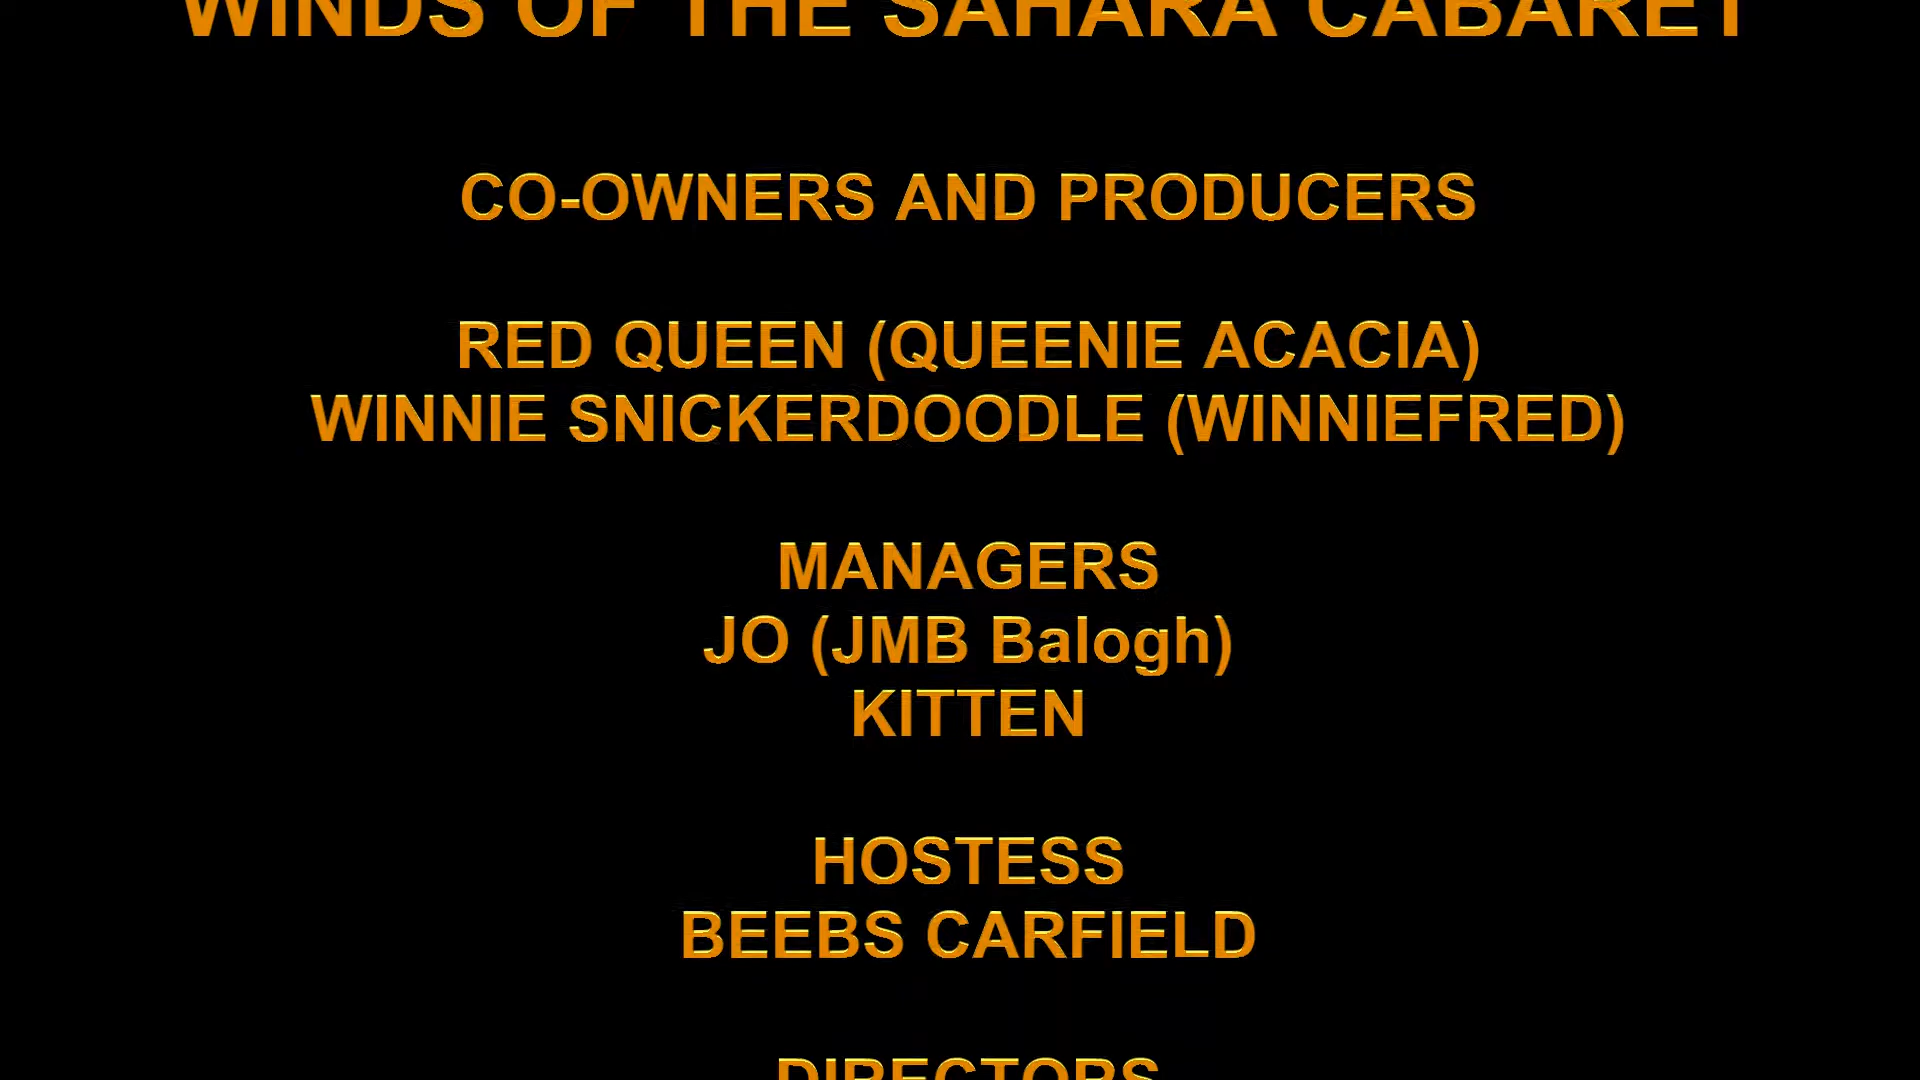 WINDS OF THE SAHARA CABARET
CO-OWNERS AND PRODUCERS
RED QUEEN (QUEENIE ACACIA)
WINNIE SNICKERDOODLE (WINNIEFRED)
MANAGERS
JO (JMB Balogh)
KITTEN
HOSTESS
BEEBS CARFIELD
DIRECTORS